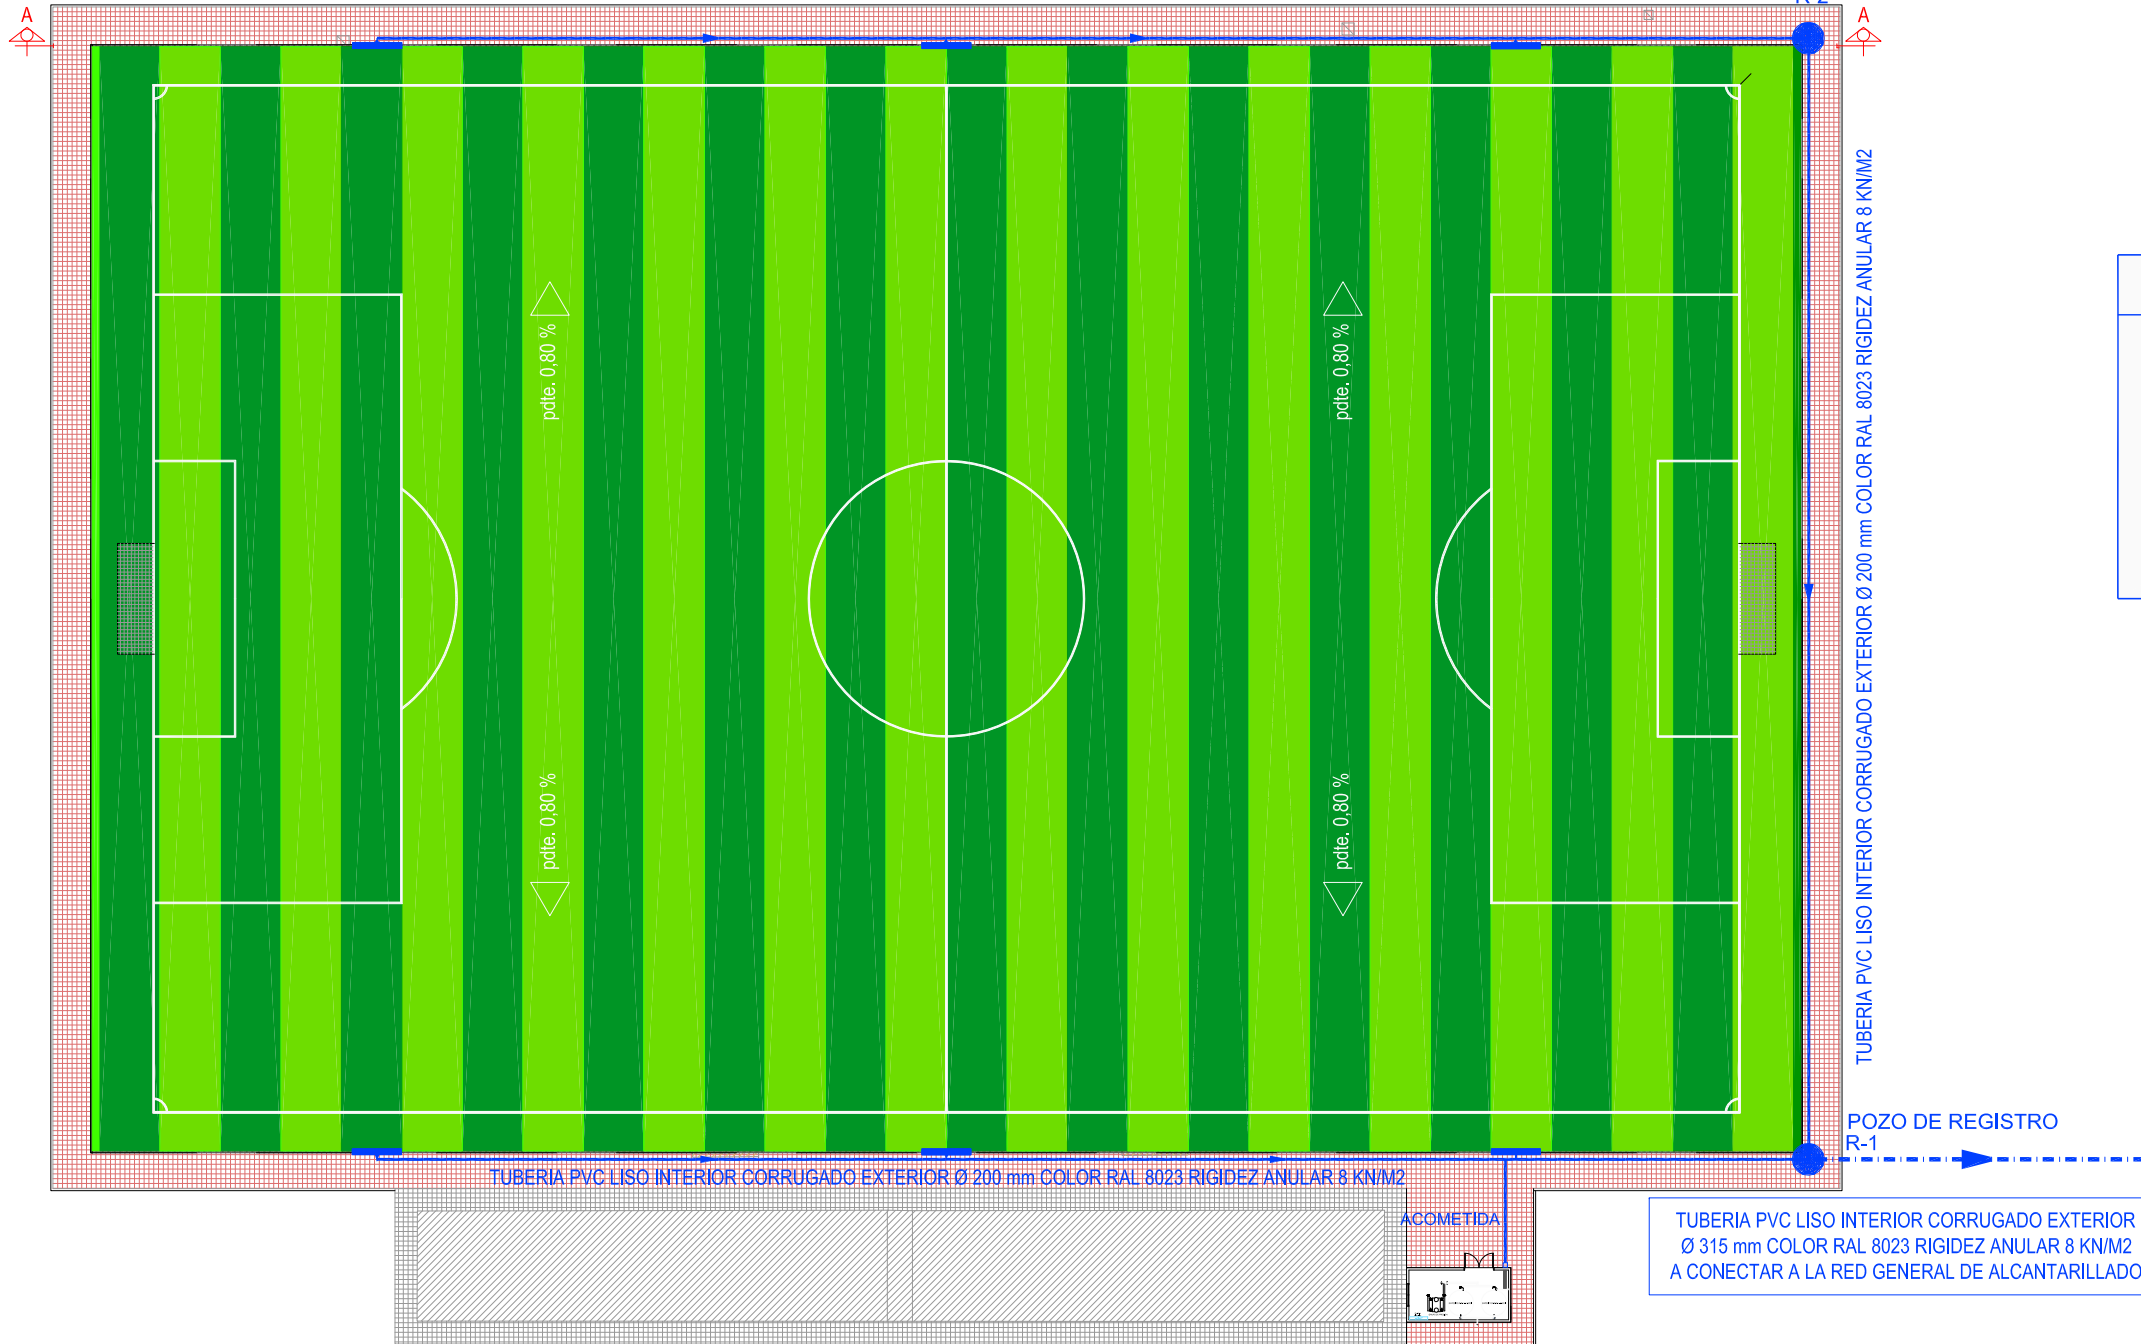 A
R-2
A
TUBERIA PVC LISO INTERIOR CORRUGADO EXTERIOR Ø 200 mm COLOR RAL 8023 RIGIDEZ ANULAR 8 KN/M2
pdte. 0,80 %
pdte. 0,80 %
pdte. 0,80 %
pdte. 0,80 %
POZO DE REGISTRO
R-1
TUBERIA PVC LISO INTERIOR CORRUGADO EXTERIOR Ø 200 mm COLOR RAL 8023 RIGIDEZ ANULAR 8 KN/M2
ACOMETIDA
TUBERIA PVC LISO INTERIOR CORRUGADO EXTERIOR
Ø 315 mm COLOR RAL 8023 RIGIDEZ ANULAR 8 KN/M2
A CONECTAR A LA RED GENERAL DE ALCANTARILLADO